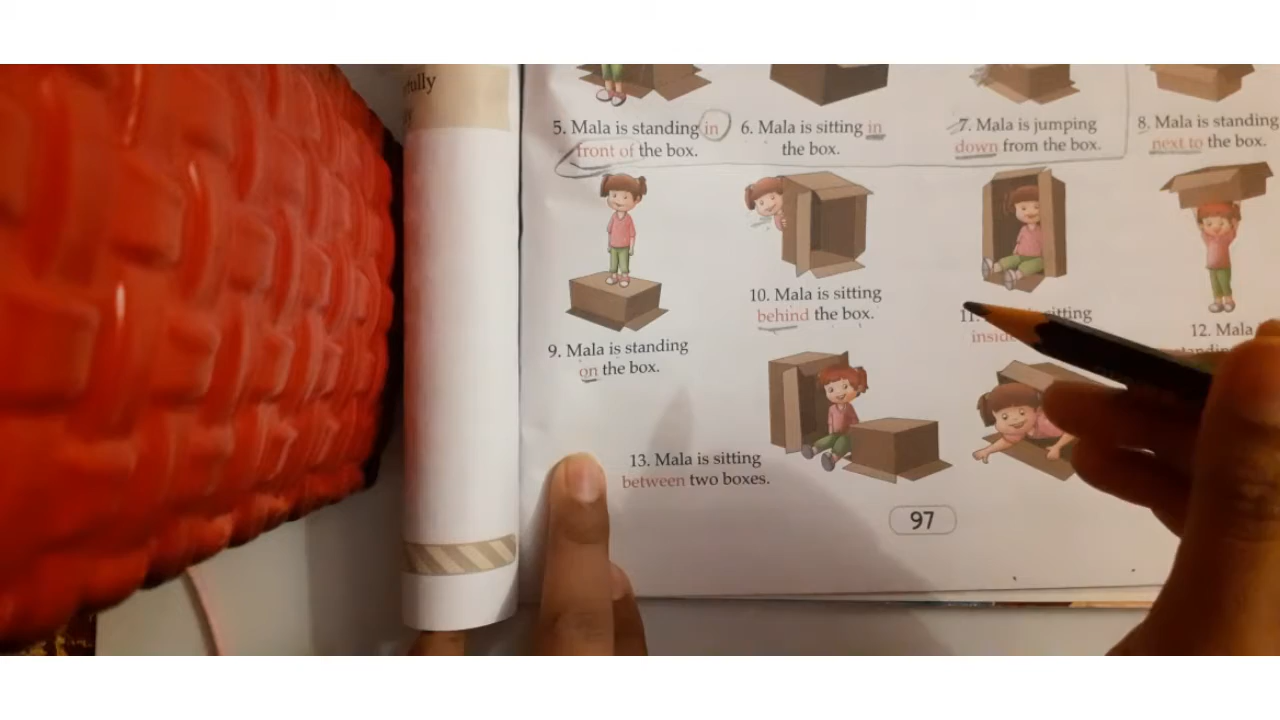 fully
5. Mala is standing in
front of the box.
6. Mala is sitting in
the box.
7. Mala is jumping
down from the box.
8. Mala is standing
next to the box.
9. Mala is standing
on the box.
10. Mala is sitting
behind the box.
11. sitting
inside
12. Mala
13. Mala is sitting
between two boxes.
97